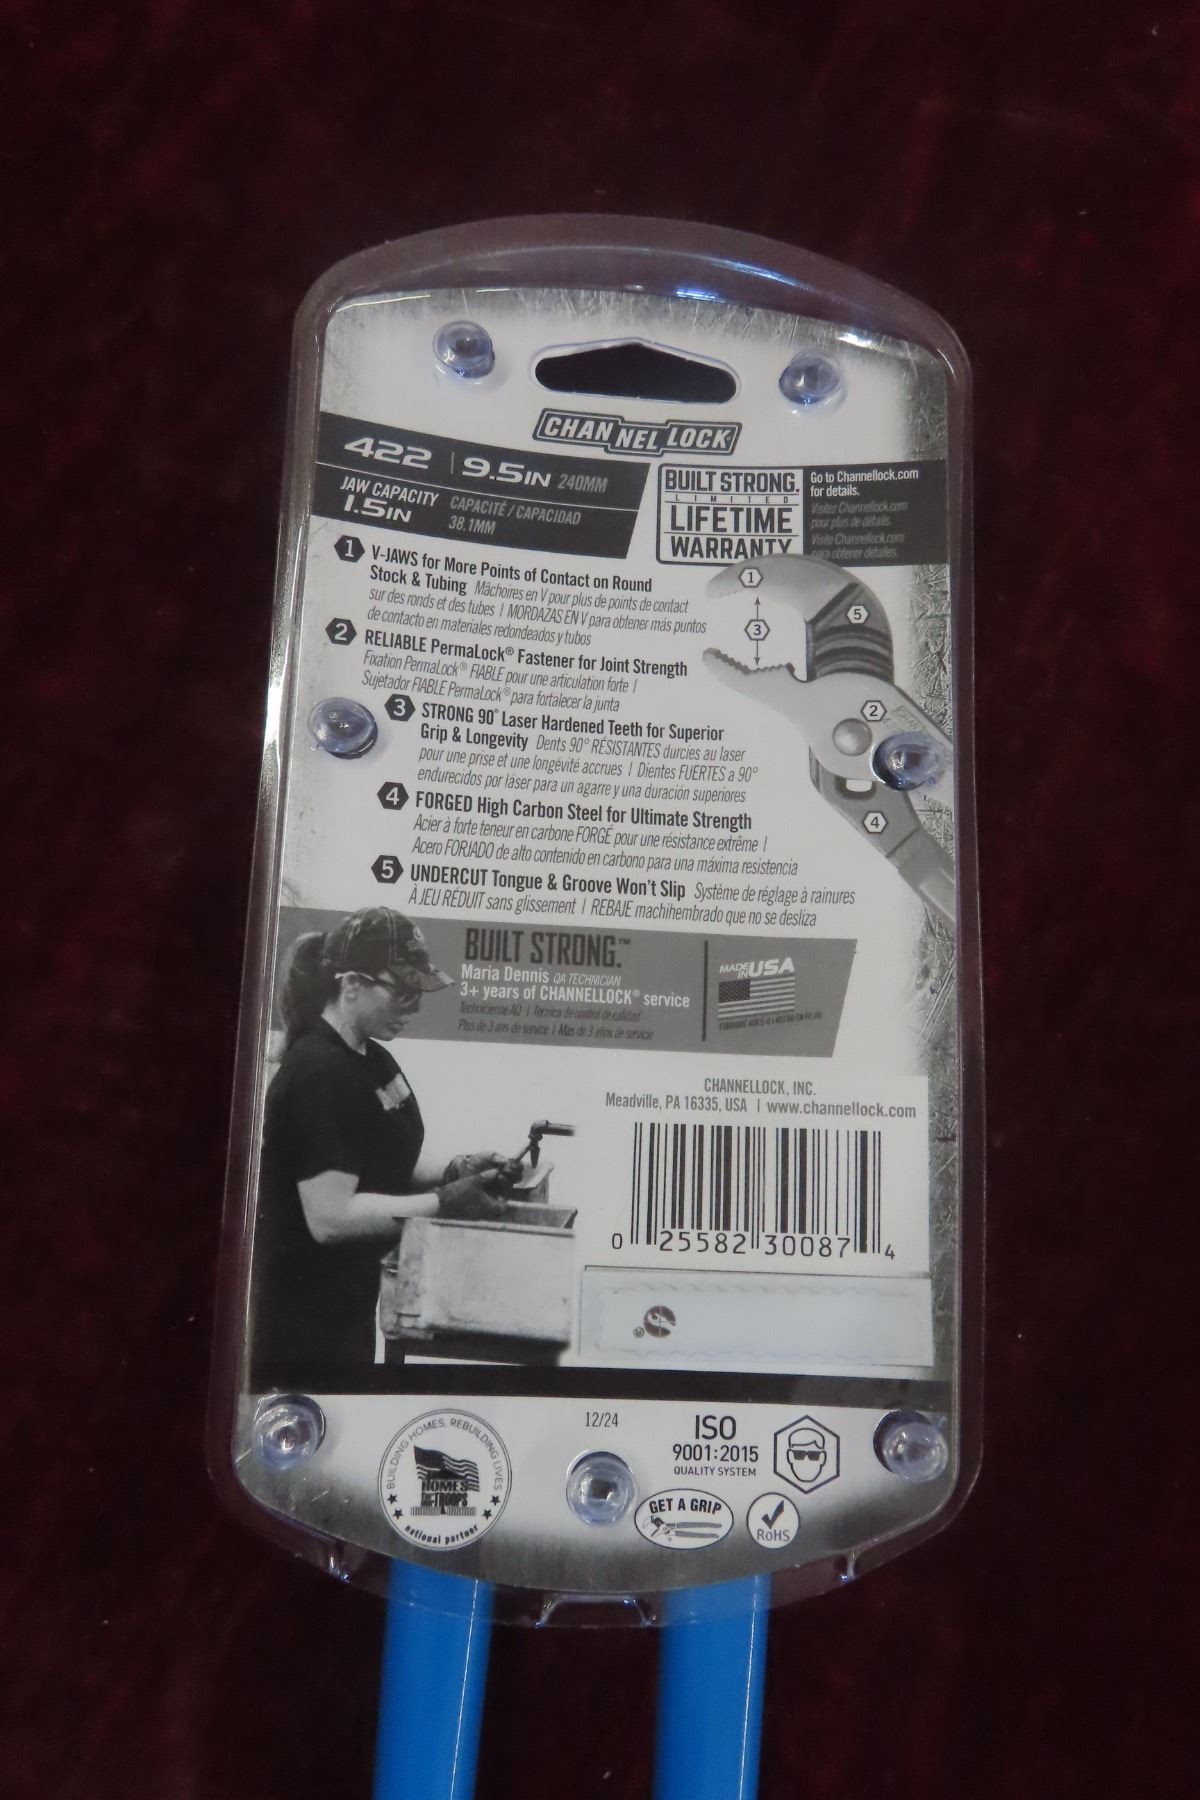 CHANNELLOCK
422 | 9.5IN 240MM
JAW CAPACITY
1.5IN
CAPACITÉ / CAPACIDAD
38.1MM
BUILT STRONG.
LIMITED
LIFETIME
WARRANTY
Go to Channellock.com
for details.
Visitez Channellock.com
pour plus de détails.
Visite Channellock.com
para obtener detalles.
1 V-JAWS for More Points of Contact on Round
Stock & Tubing Mâchoires en V pour plus de points de contact
sur des ronds et des tubes | MORDAZAS EN V para obtener más puntos
de contacto en materiales redondeados y tubos
2 RELIABLE PermaLock® Fastener for Joint Strength
Fixation PermaLock® FIABLE pour une articulation forte |
Sujetador FIABLE PermaLock® para fortalecer la junta
3 STRONG 90° Laser Hardened Teeth for Superior
Grip & Longevity Dents 90° RÉSISTANTES durcies au laser
pour une prise et une longévité accrues | Dientes FUERTES a 90°
endurecidos por láser para un agarre y una duración superiores
4 FORGED High Carbon Steel for Ultimate Strength
Acier à forte teneur en carbone FORGÉ pour une résistance extrême |
Acero FORJADO de alto contenido en carbono para una máxima resistencia
5 UNDERCUT Tongue & Groove Won't Slip Système de réglage à rainures
À JEU RÉDUIT sans glissement | REBAJE machihembrado que no se desliza
1
5
3
2
4
BUILT STRONG.™
Maria Dennis QA TECHNICIAN
3+ years of CHANNELLOCK® service
Technicienne AQ | Técnica de control de calidad
Plus de 3 ans de service | Más de 3 años de servicio
MADE IN USA
CHANNELLOCK, INC.
Meadville, PA 16335, USA | www.channellock.com
0 25582 30087 4
12/24
BUILDING HOMES, REBUILDING LIVES
HOMES
for our
TROOPS
national partner
ISO
9001:2015
QUALITY SYSTEM
GET A GRIP
RoHS